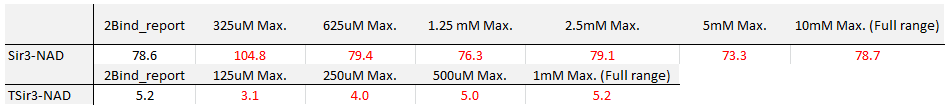 2Bind_report 325uM Max. 625uM Max. 1.25 mM Max. 2.5mM Max. 5mM Max. 10mM Max. (Full range)
Sir3-NAD 78.6 104.8 79.4 76.3 79.1 73.3 78.7
2Bind_report 125uM Max. 250uM Max. 500uM Max. 1mM Max. (Full range)
TSir3-NAD 5.2 3.1 4.0 5.0 5.2